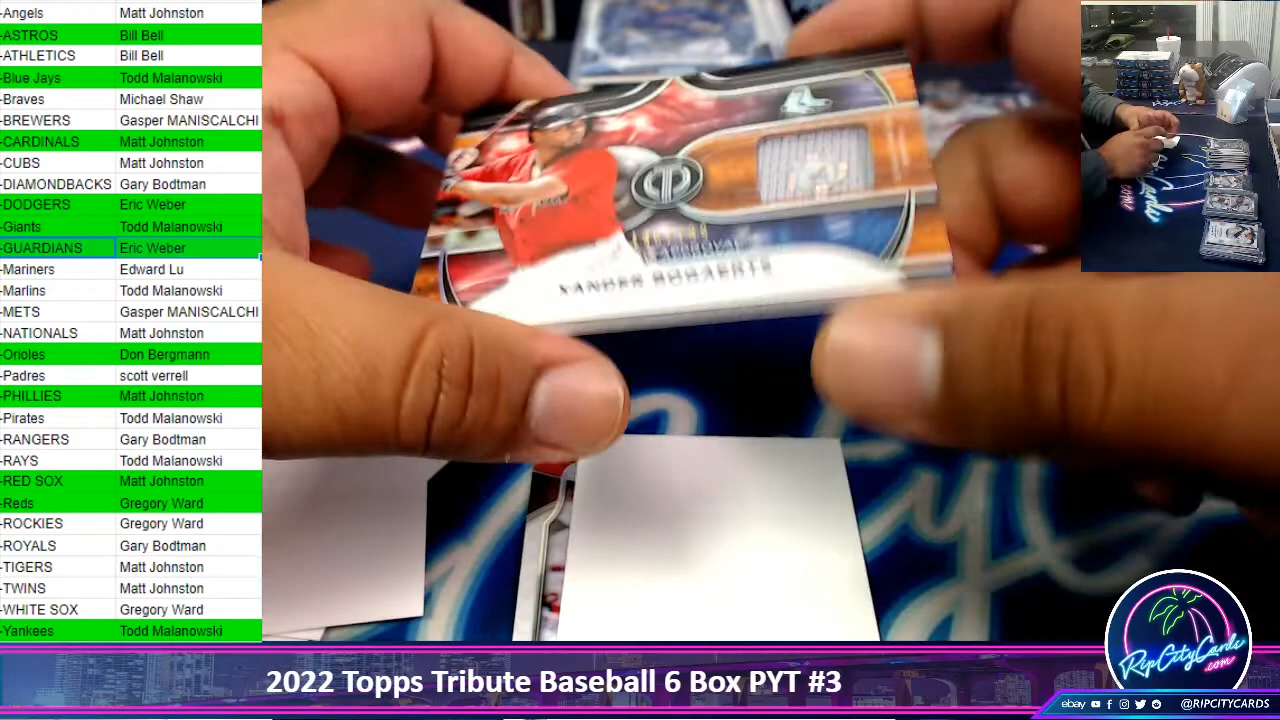 -Angels Matt Johnston
-ASTROS Bill Bell
-ATHLETICS Bill Bell
-Blue Jays Todd Malanowski
-Braves Michael Shaw
-BREWERS Gasper MANISCALCHI
-CARDINALS Matt Johnston
-CUBS Matt Johnston
-DIAMONDBACKS Gary Bodtman
-DODGERS Eric Weber
-Giants Todd Malanowski
-GUARDIANS Eric Weber
-Mariners Edward Lu
-Marlins Todd Malanowski
-METS Gasper MANISCALCHI
-NATIONALS Matt Johnston
-Orioles Don Bergmann
-Padres scott verrell
-PHILLIES Matt Johnston
-Pirates Todd Malanowski
-RANGERS Gary Bodtman
-RAYS Todd Malanowski
-RED SOX Matt Johnston
-Reds Gregory Ward
-ROCKIES Gregory Ward
-ROYALS Gary Bodtman
-TIGERS Matt Johnston
-TWINS Matt Johnston
-WHITE SOX Gregory Ward
-Yankees Todd Malanowski
XANDER BOGAERTS
2022 Topps Tribute Baseball 6 Box PYT #3
RipCityCards
.com
ebay @RIPCITYCARDS